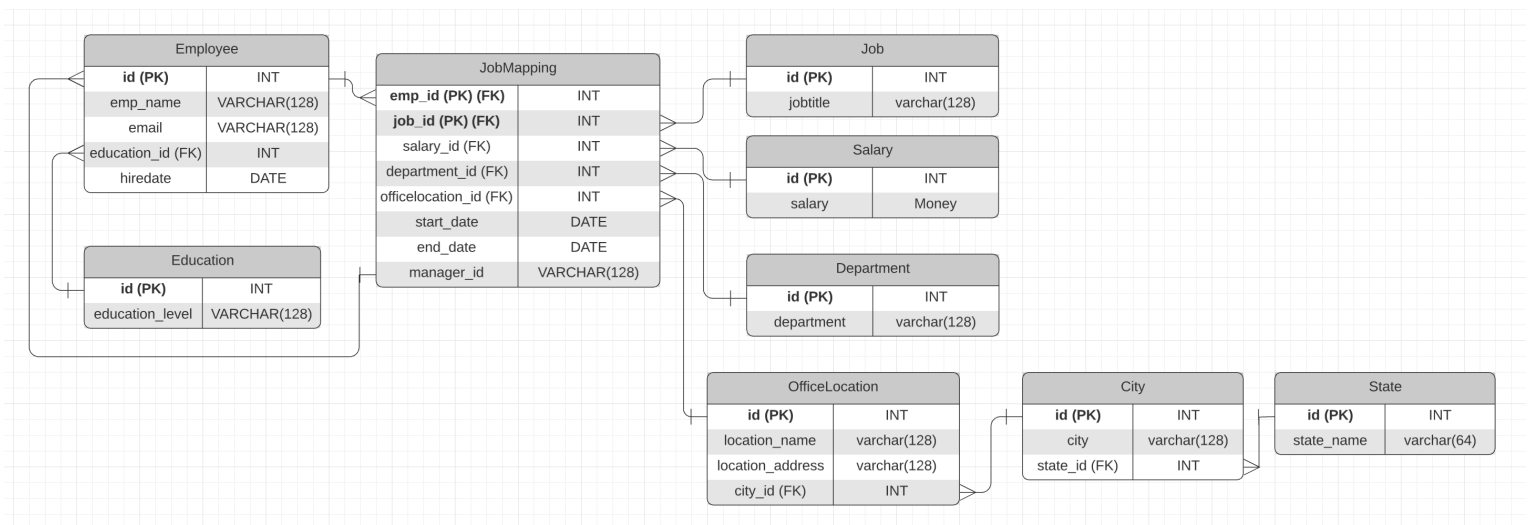 Employee
id (PK) INT
emp_name VARCHAR(128)
email VARCHAR(128)
education_id (FK) INT
hiredate DATE
Education
id (PK) INT
education_level VARCHAR(128)
JobMapping
emp_id (PK) (FK) INT
job_id (PK) (FK) INT
salary_id (FK) INT
department_id (FK) INT
officelocation_id (FK) INT
start_date DATE
end_date DATE
manager_id VARCHAR(128)
Job
id (PK) INT
jobtitle varchar(128)
Salary
id (PK) INT
salary Money
Department
id (PK) INT
department varchar(128)
OfficeLocation
id (PK) INT
location_name varchar(128)
location_address varchar(128)
city_id (FK) INT
City
id (PK) INT
city varchar(128)
state_id (FK) INT
State
id (PK) INT
state_name varchar(64)